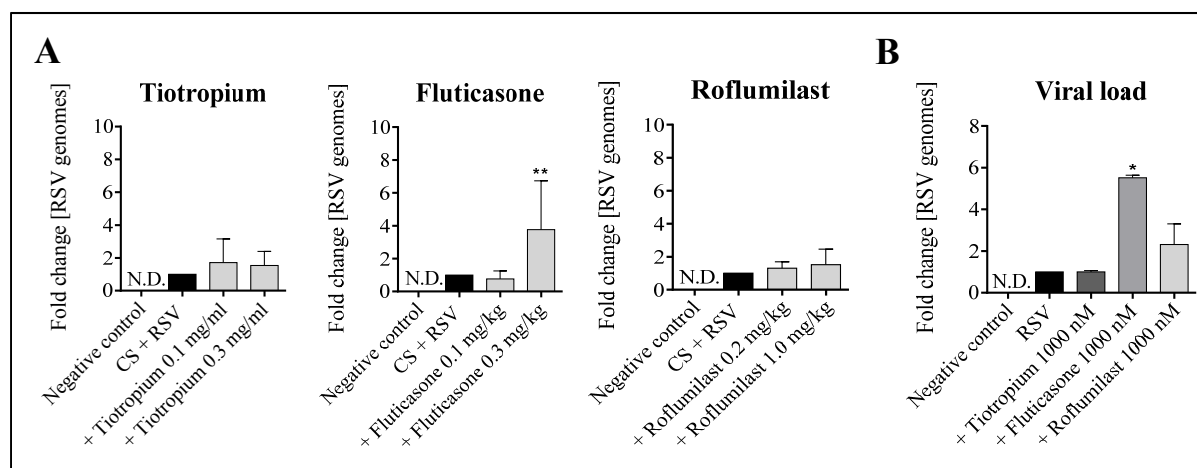 A
B
Tiotropium
Fold change [RSV genomes]
10
8
6
4
2
0
N.D.
Negative control
CS + RSV
+ Tiotropium 0.1 mg/ml
+ Tiotropium 0.3 mg/ml
Fluticasone
Fold change [RSV genomes]
10
8
6
4
2
0
N.D.
**
Negative control
CS + RSV
+ Fluticasone 0.1 mg/kg
+ Fluticasone 0.3 mg/kg
Roflumilast
Fold change [RSV genomes]
10
8
6
4
2
0
N.D.
Negative control
CS + RSV
+ Roflumilast 0.2 mg/kg
+ Roflumilast 1.0 mg/kg
Viral load
Fold change [RSV genomes]
8
6
4
2
0
N.D.
*
Negative control
RSV
+ Tiotropium 1000 nM
+ Fluticasone 1000 nM
+ Roflumilast 1000 nM